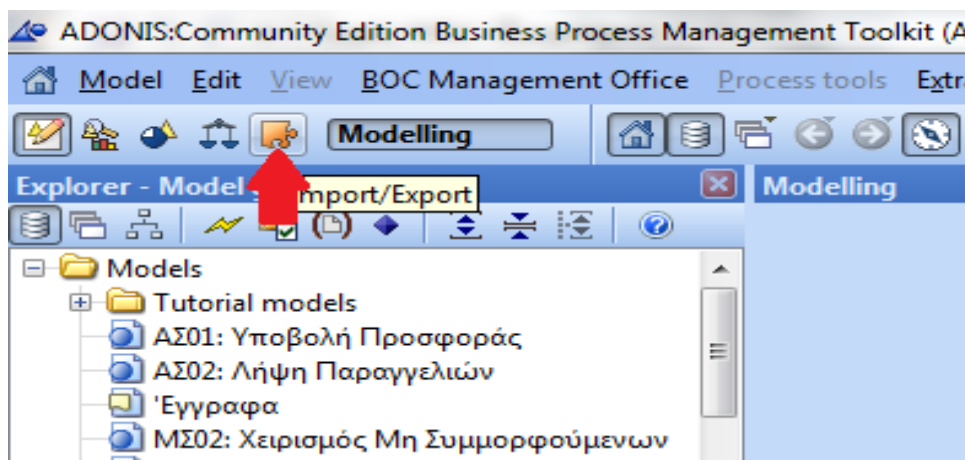 ADONIS:Community Edition Business Process Management Toolkit (A
Model Edit View BOC Management Office Process tools Extr
Modelling
Explorer - Model
mport/Export
Modelling
Models
Tutorial models
ΑΣ01: Υποβολή Προσφοράς
ΑΣ02: Λήψη Παραγγελιών
'Εγγραφα
ΜΣ02: Χειρισμός Μη Συμμορφούμενων